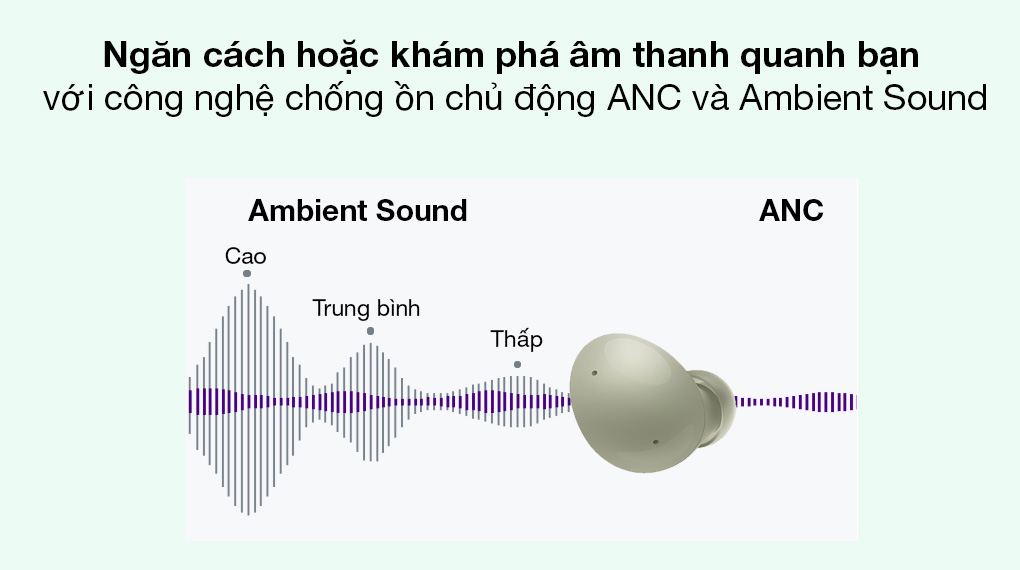 Ngăn cách hoặc khám phá âm thanh quanh bạn
với công nghệ chống ồn chủ động ANC và Ambient Sound
Ambient Sound
ANC
Cao
Trung bình
Thấp